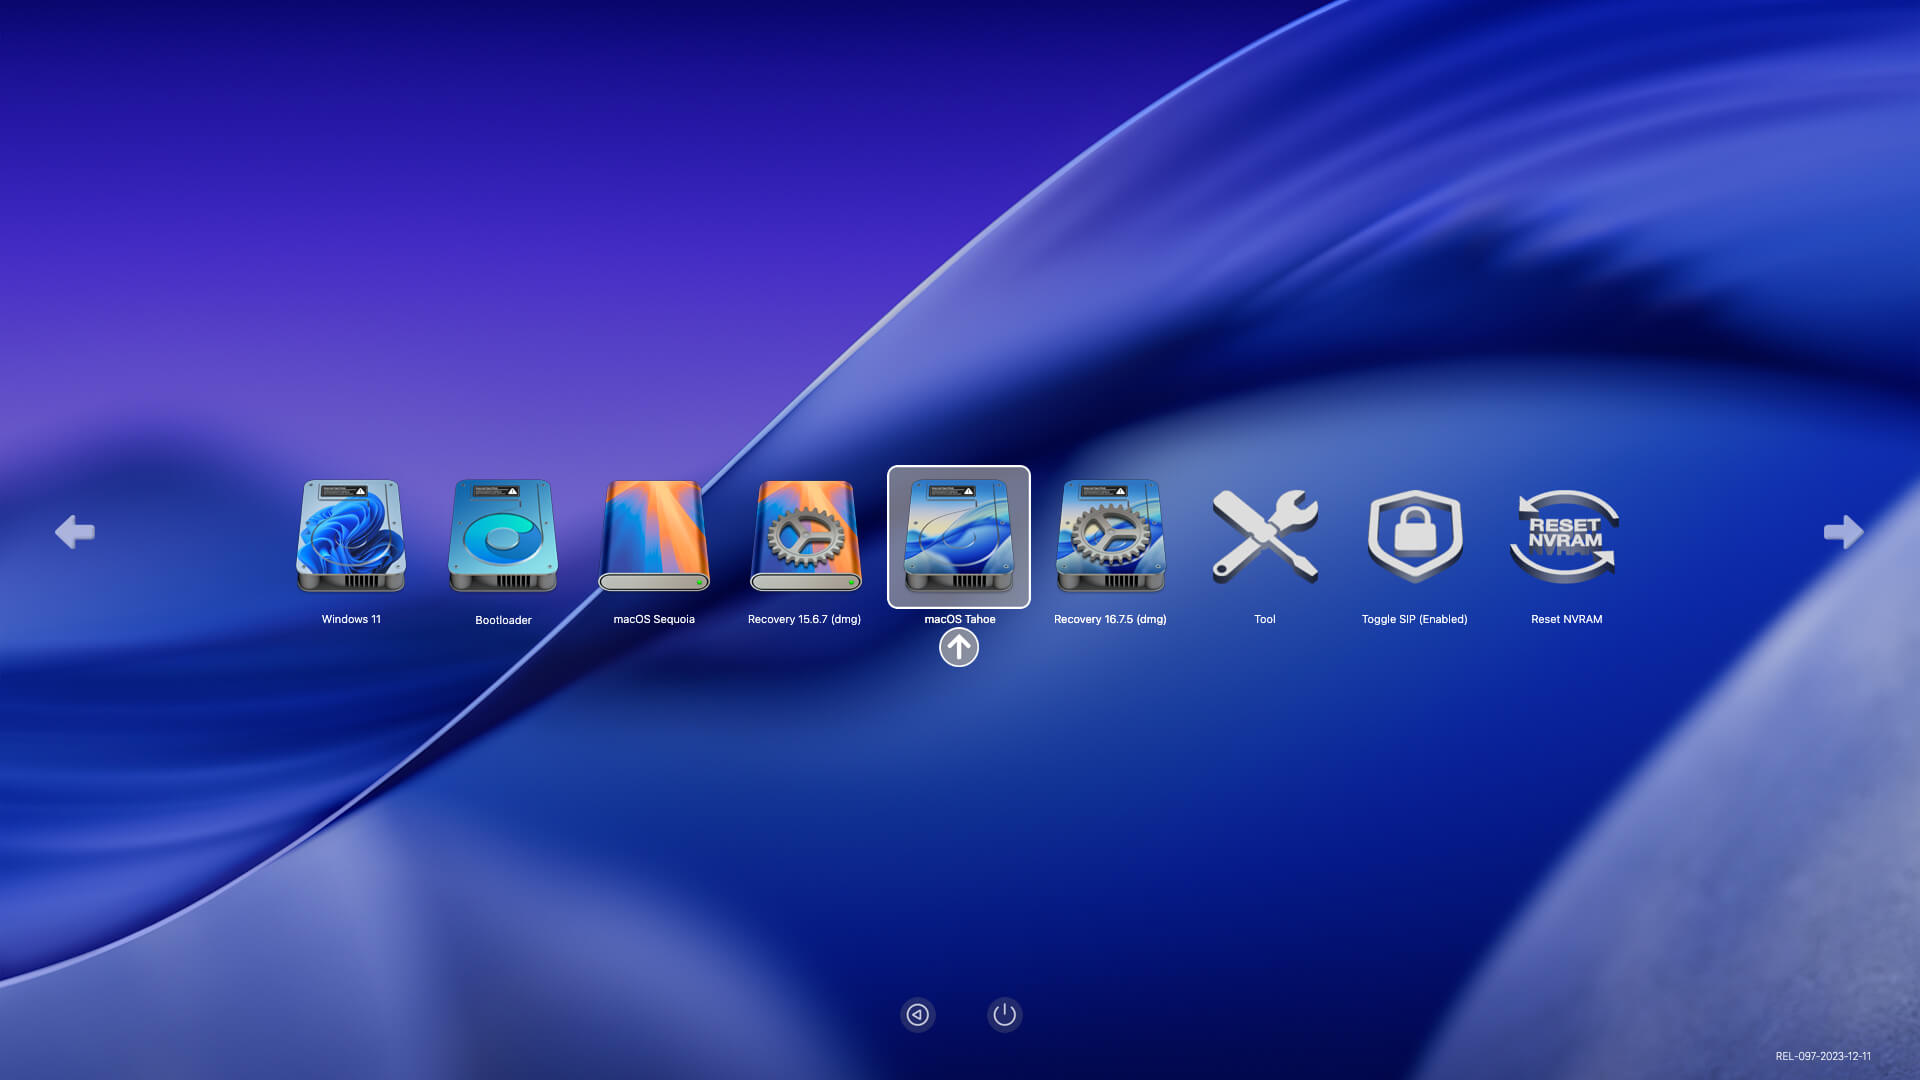 Windows 11
Bootloader
macOS Sequoia
Recovery 15.6.7 (dmg)
macOS Tahoe
Recovery 16.7.5 (dmg)
Tool
Toggle SIP (Enabled)
RESET
NVRAM
Reset NVRAM
REL-097-2023-12-11